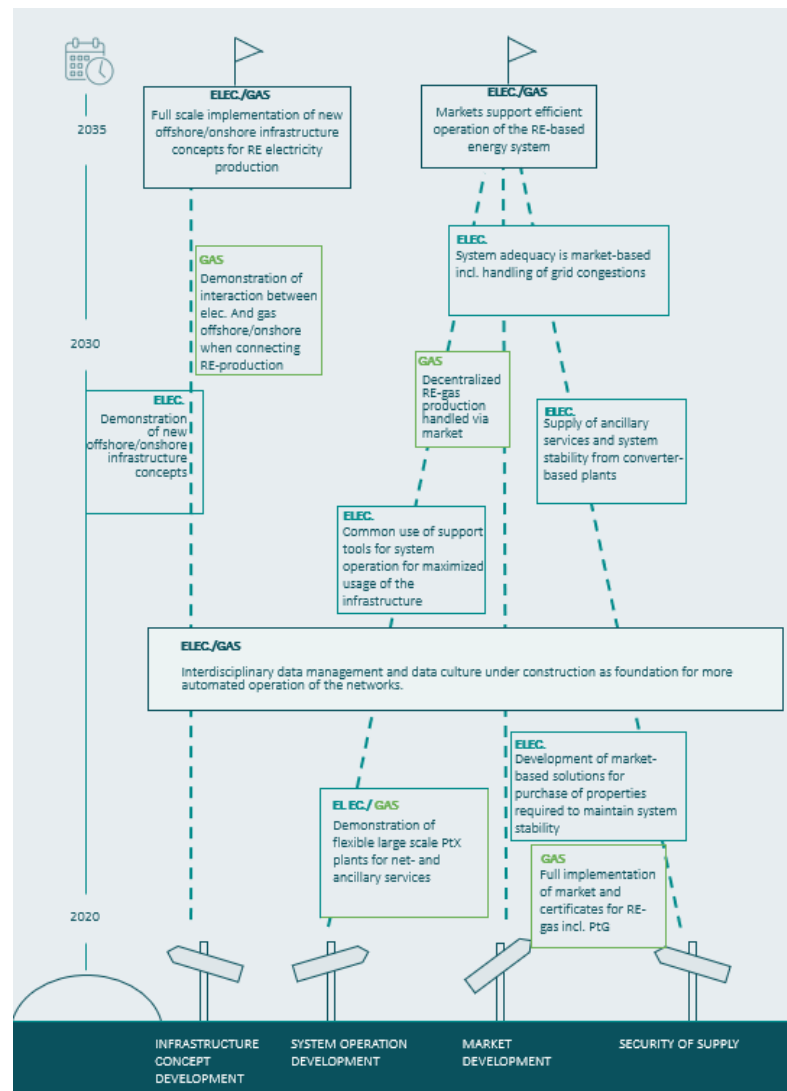 ELEC./GAS
Full scale implementation of new
offshore/onshore infrastructure
concepts for RE electricity
production
ELEC./GAS
Markets support efficient
operation of the RE-based
energy system
2035
ELEC.
System adequacy is market-based
incl. handling of grid congestions
GAS
Demonstration of
interaction between
elec. And gas
offshore/onshore
when connecting
RE-production
2030
GAS
Decentralized
RE-gas
production
handled via
market
ELEC.
Demonstration
of new
offshore/onshore
infrastructure
concepts
ELEC.
Supply of ancillary
services and system
stability from converter-
based plants
ELEC.
Common use of support
tools for system
operation for maximized
usage of the
infrastructure
ELEC./GAS
Interdisciplinary data management and data culture under construction as foundation for more
automated operation of the networks.
ELEC.
Development of market-
based solutions for
purchase of properties
required to maintain system
stability
ELEC./ GAS
Demonstration of
flexible large scale PtX
plants for net- and
ancillary services
GAS
Full implementation
of market and
certificates for RE-
gas incl. PtG
2020
INFRASTRUCTURE
CONCEPT
DEVELOPMENT
SYSTEM OPERATION
DEVELOPMENT
MARKET
DEVELOPMENT
SECURITY OF SUPPLY